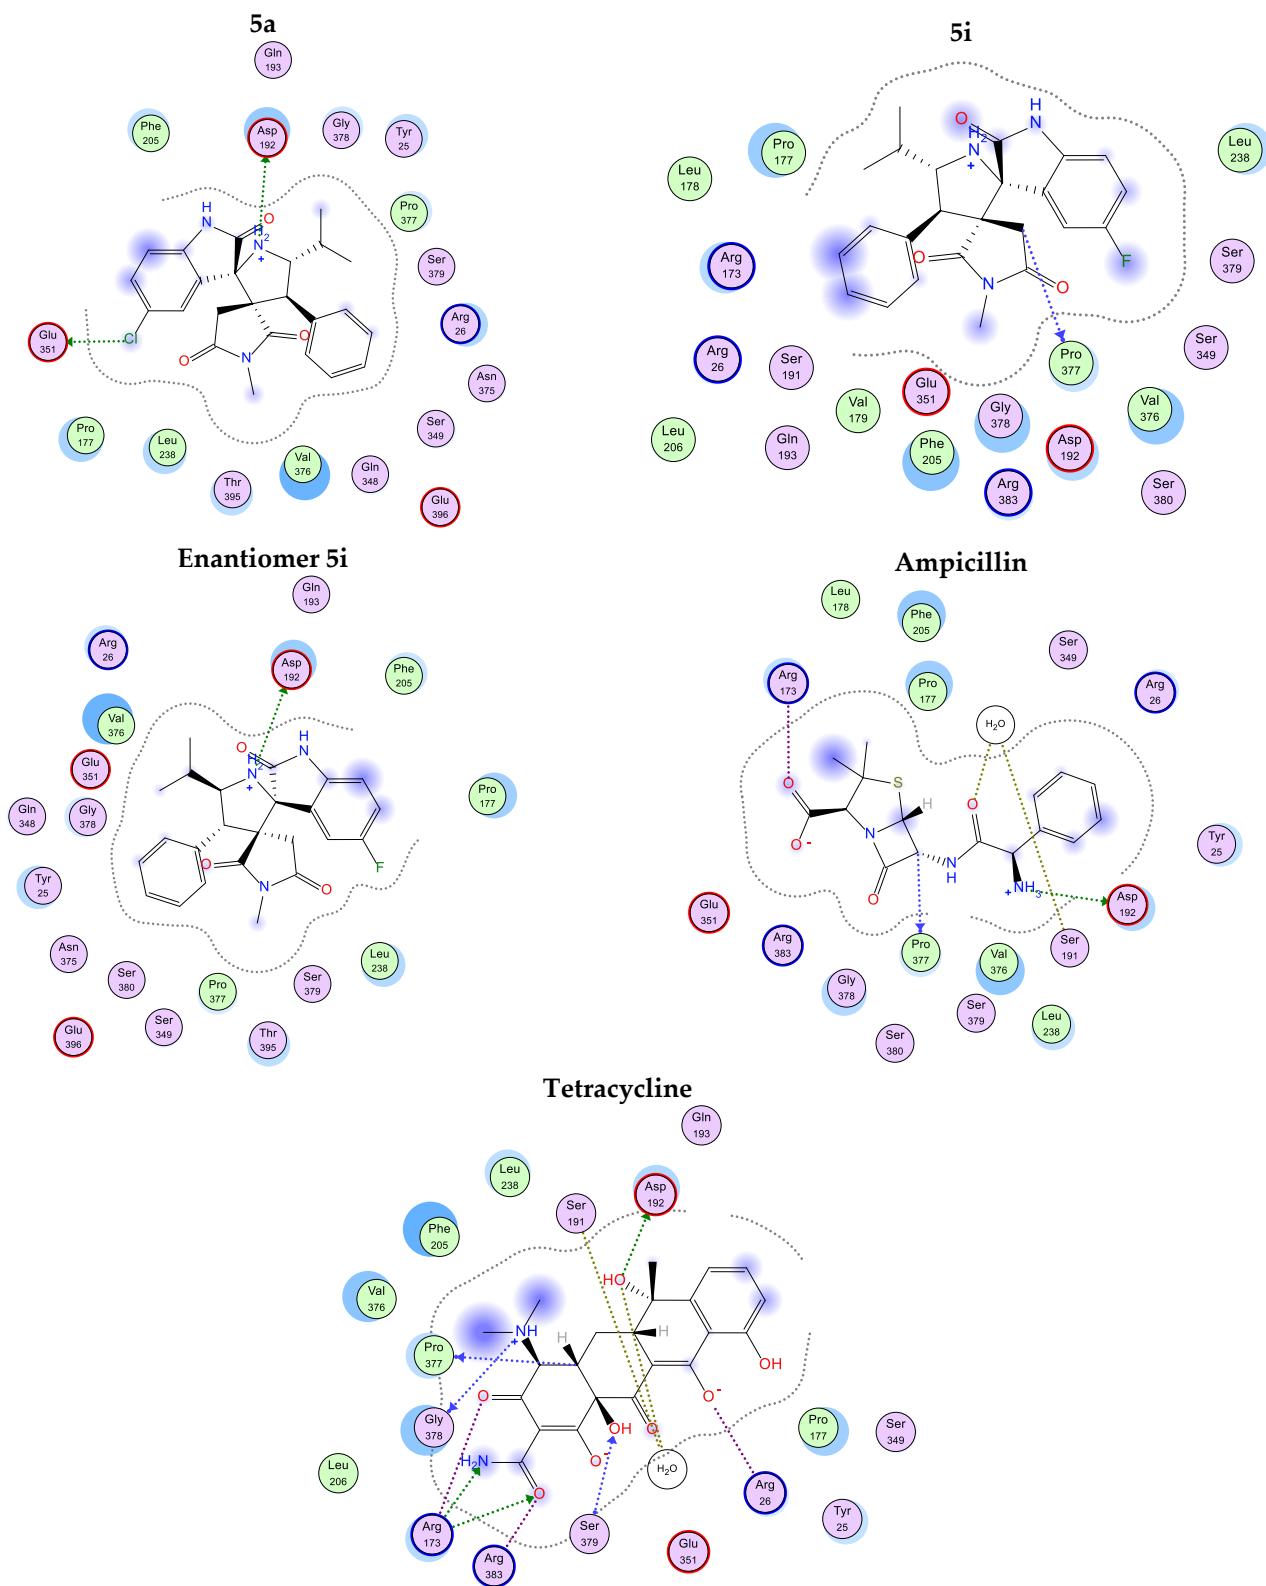 5a
Gln
193
Phe
205
Asp
192
Gly
378
Tyr
25
Pro
377
H
N
O
H2
N
+
Ser
379
Arg
26
Cl
Glu
351
O
O
N
Asn
375
Pro
177
Leu
238
Ser
349
Val
376
Gln
348
Thr
395
Glu
396
5i
H
N
O
H2
N
+
Pro
177
Leu
178
Leu
238
Arg
173
O
N
O
F
Ser
379
Arg
26
Ser
191
Pro
377
Ser
349
Glu
351
Val
179
Gly
378
Val
376
Leu
206
Gln
193
Phe
205
Asp
192
Arg
383
Ser
380
Enantiomer 5i
Gln
193
Arg
26
Asp
192
Phe
205
Val
376
O
H
N
H2
N
+
Glu
351
Pro
177
Gln
348
Gly
378
O
N
O
F
Tyr
25
Asn
375
Ser
380
Pro
377
Ser
379
Leu
238
Glu
396
Ser
349
Thr
395
Ampicillin
Leu
178
Phe
205
Ser
349
Arg
173
Pro
177
Arg
26
H2O
S
O
H
O
O-
N
N
H
O
NH3
+
Tyr
25
Glu
351
Asp
192
Arg
383
Pro
377
Val
376
Ser
191
Gly
378
Ser
379
Leu
238
Ser
380
Tetracycline
Gln
193
Leu
238
Asp
192
Ser
191
Phe
205
HO
Val
376
NH
+
H
H
Pro
377
OH
O
O-
Gly
378
OH
O
Pro
177
Ser
349
H2N
O-
H2O
Leu
206
O
Arg
26
Tyr
25
Arg
173
Ser
379
Glu
351
Arg
383